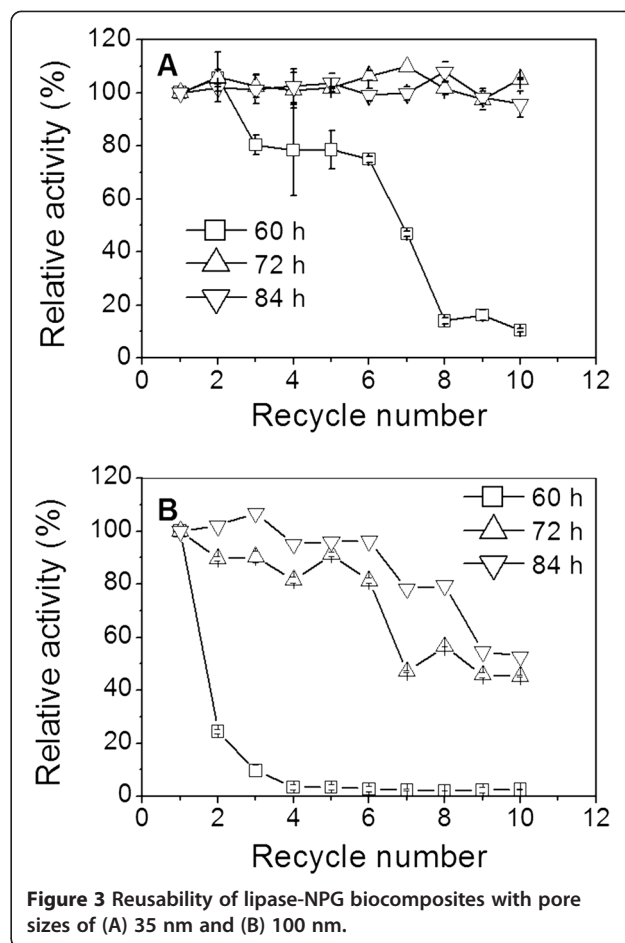 120
A
100
80
60
40
20
0
Relative activity (%)
60 h
72 h
84 h
0 2 4 6 8 10 12
Recycle number
120
B
100
80
60
40
20
0
Relative activity (%)
60 h
72 h
84 h
0 2 4 6 8 10 12
Recycle number
Figure 3 Reusability of lipase-NPG biocomposites with pore
sizes of (A) 35 nm and (B) 100 nm.